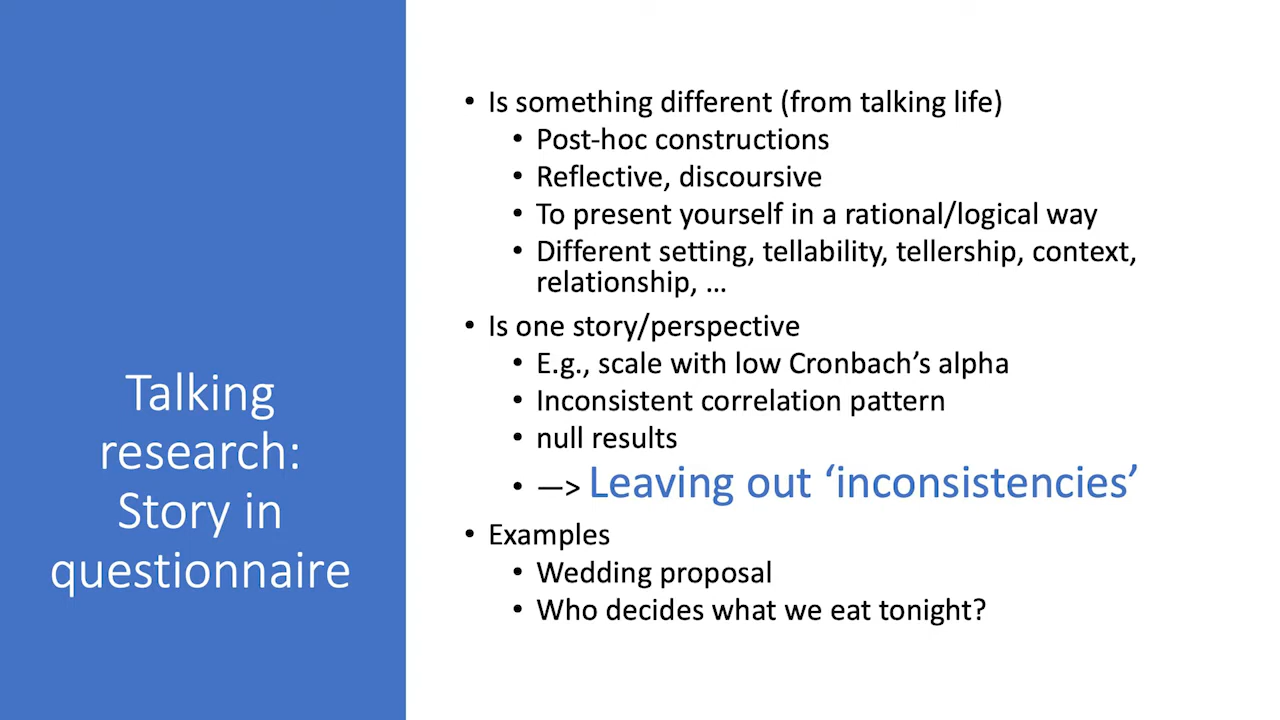 Talking
research:
Story in
questionnaire
• Is something different (from talking life)
• Post-hoc constructions
• Reflective, discoursive
• To present yourself in a rational/logical way
• Different setting, tellability, tellership, context,
relationship, …
• Is one story/perspective
• E.g., scale with low Cronbach’s alpha
• Inconsistent correlation pattern
• null results
• —> Leaving out ‘inconsistencies’
• Examples
• Wedding proposal
• Who decides what we eat tonight?